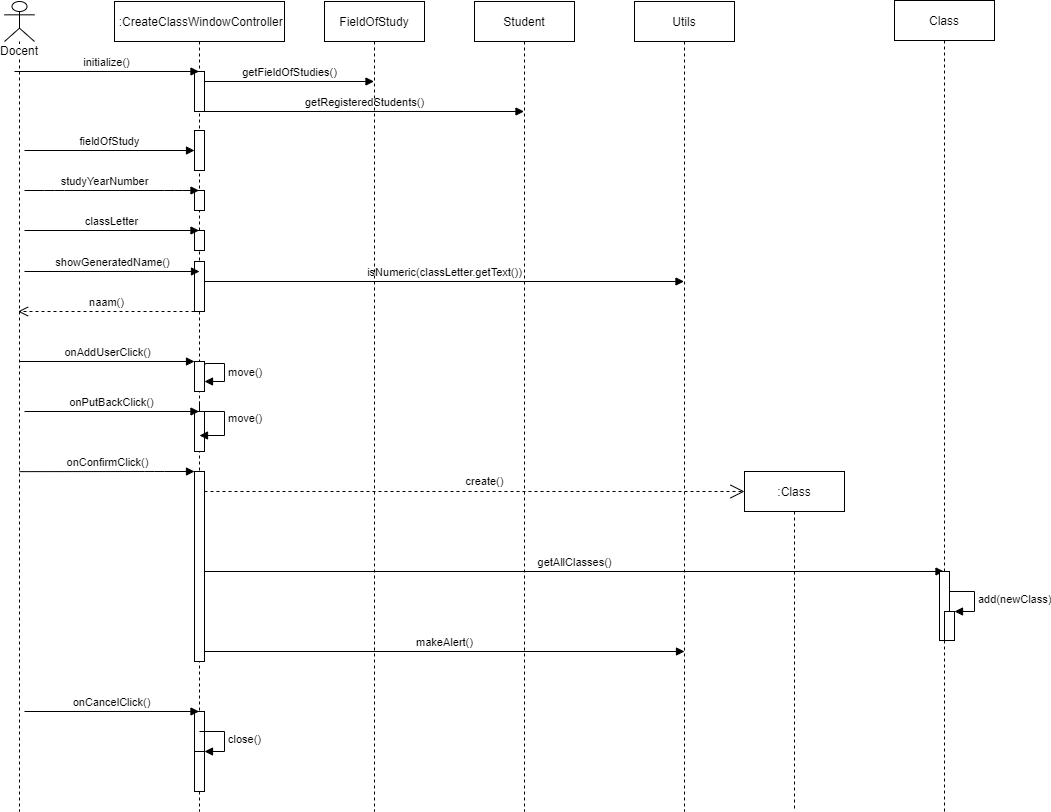 Docent
:CreateClassWindowController
FieldOfStudy
Student
Utils
Class
initialize()
getFieldOfStudies()
getRegisteredStudents()
fieldOfStudy
studyYearNumber
classLetter
showGeneratedName()
isNumeric(classLetter.getText())
naam()
onAddUserClick()
move()
onPutBackClick()
move()
onConfirmClick()
create()
:Class
getAllClasses()
add(newClass)
makeAlert()
onCancelClick()
close()